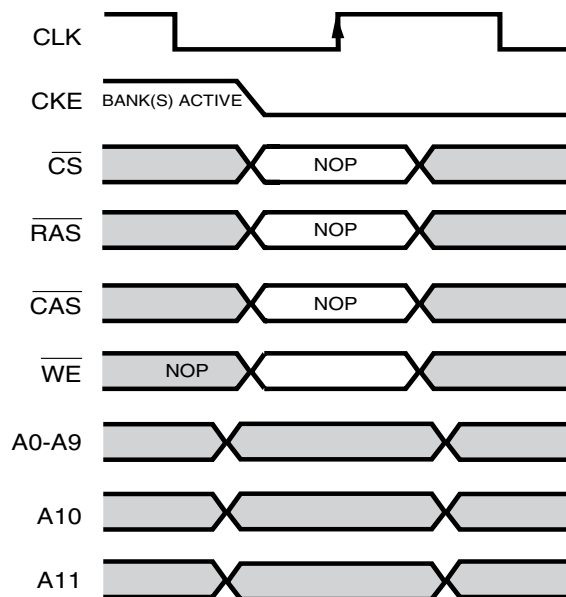 CLK
CKE BANK(S) ACTIVE
CS NOP
RAS NOP
CAS NOP
WE NOP
A0-A9
A10
A11